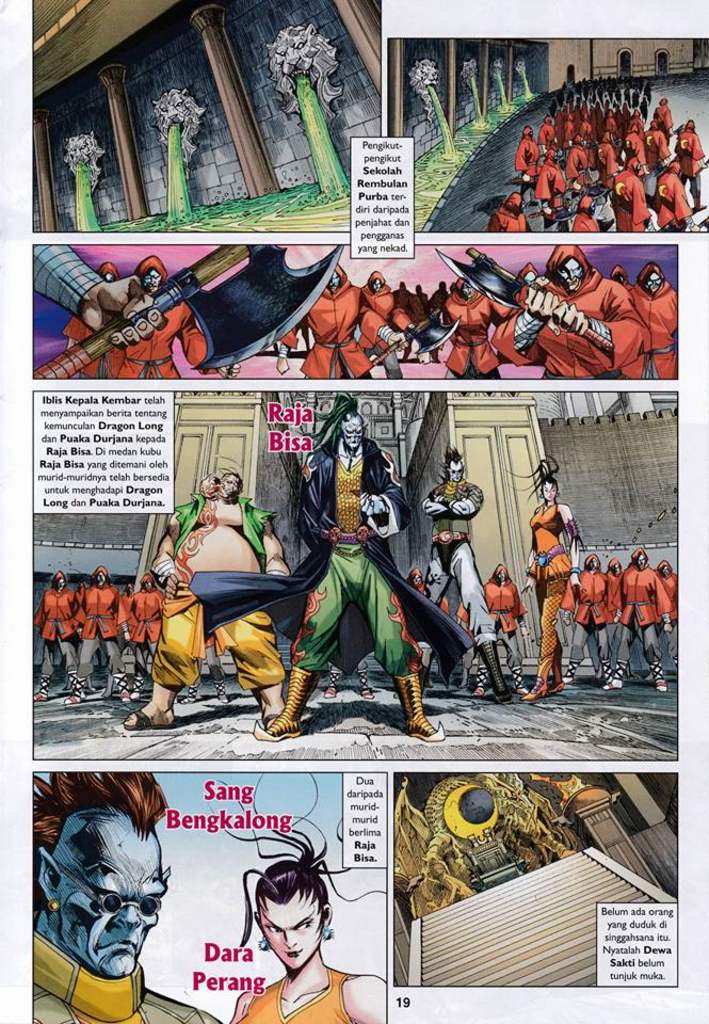 Pengikut-
pengikut
Sekolah
Rembulan
Purba ter-
diri daripada
penjahat dan
pengganas
yang nekad.
Iblis Kepala Kembar telah
menyampaikan berita tentang
kemunculan Dragon Long
dan Puaka Durjana kepada
Raja Bisa. Di medan kubu
Raja Bisa yang ditemani oleh
murid-muridnya telah bersedia
untuk menghadapi Dragon
Long dan Puaka Durjana.
Raja
Bisa
Sang
Bengkalong
Dua
daripada
murid-
murid
berlima
Raja
Bisa.
Dara
Perang
Belum ada orang
yang duduk di
singgahsana itu.
Nyatalah Dewa
Sakti belum
tunjuk muka.
19